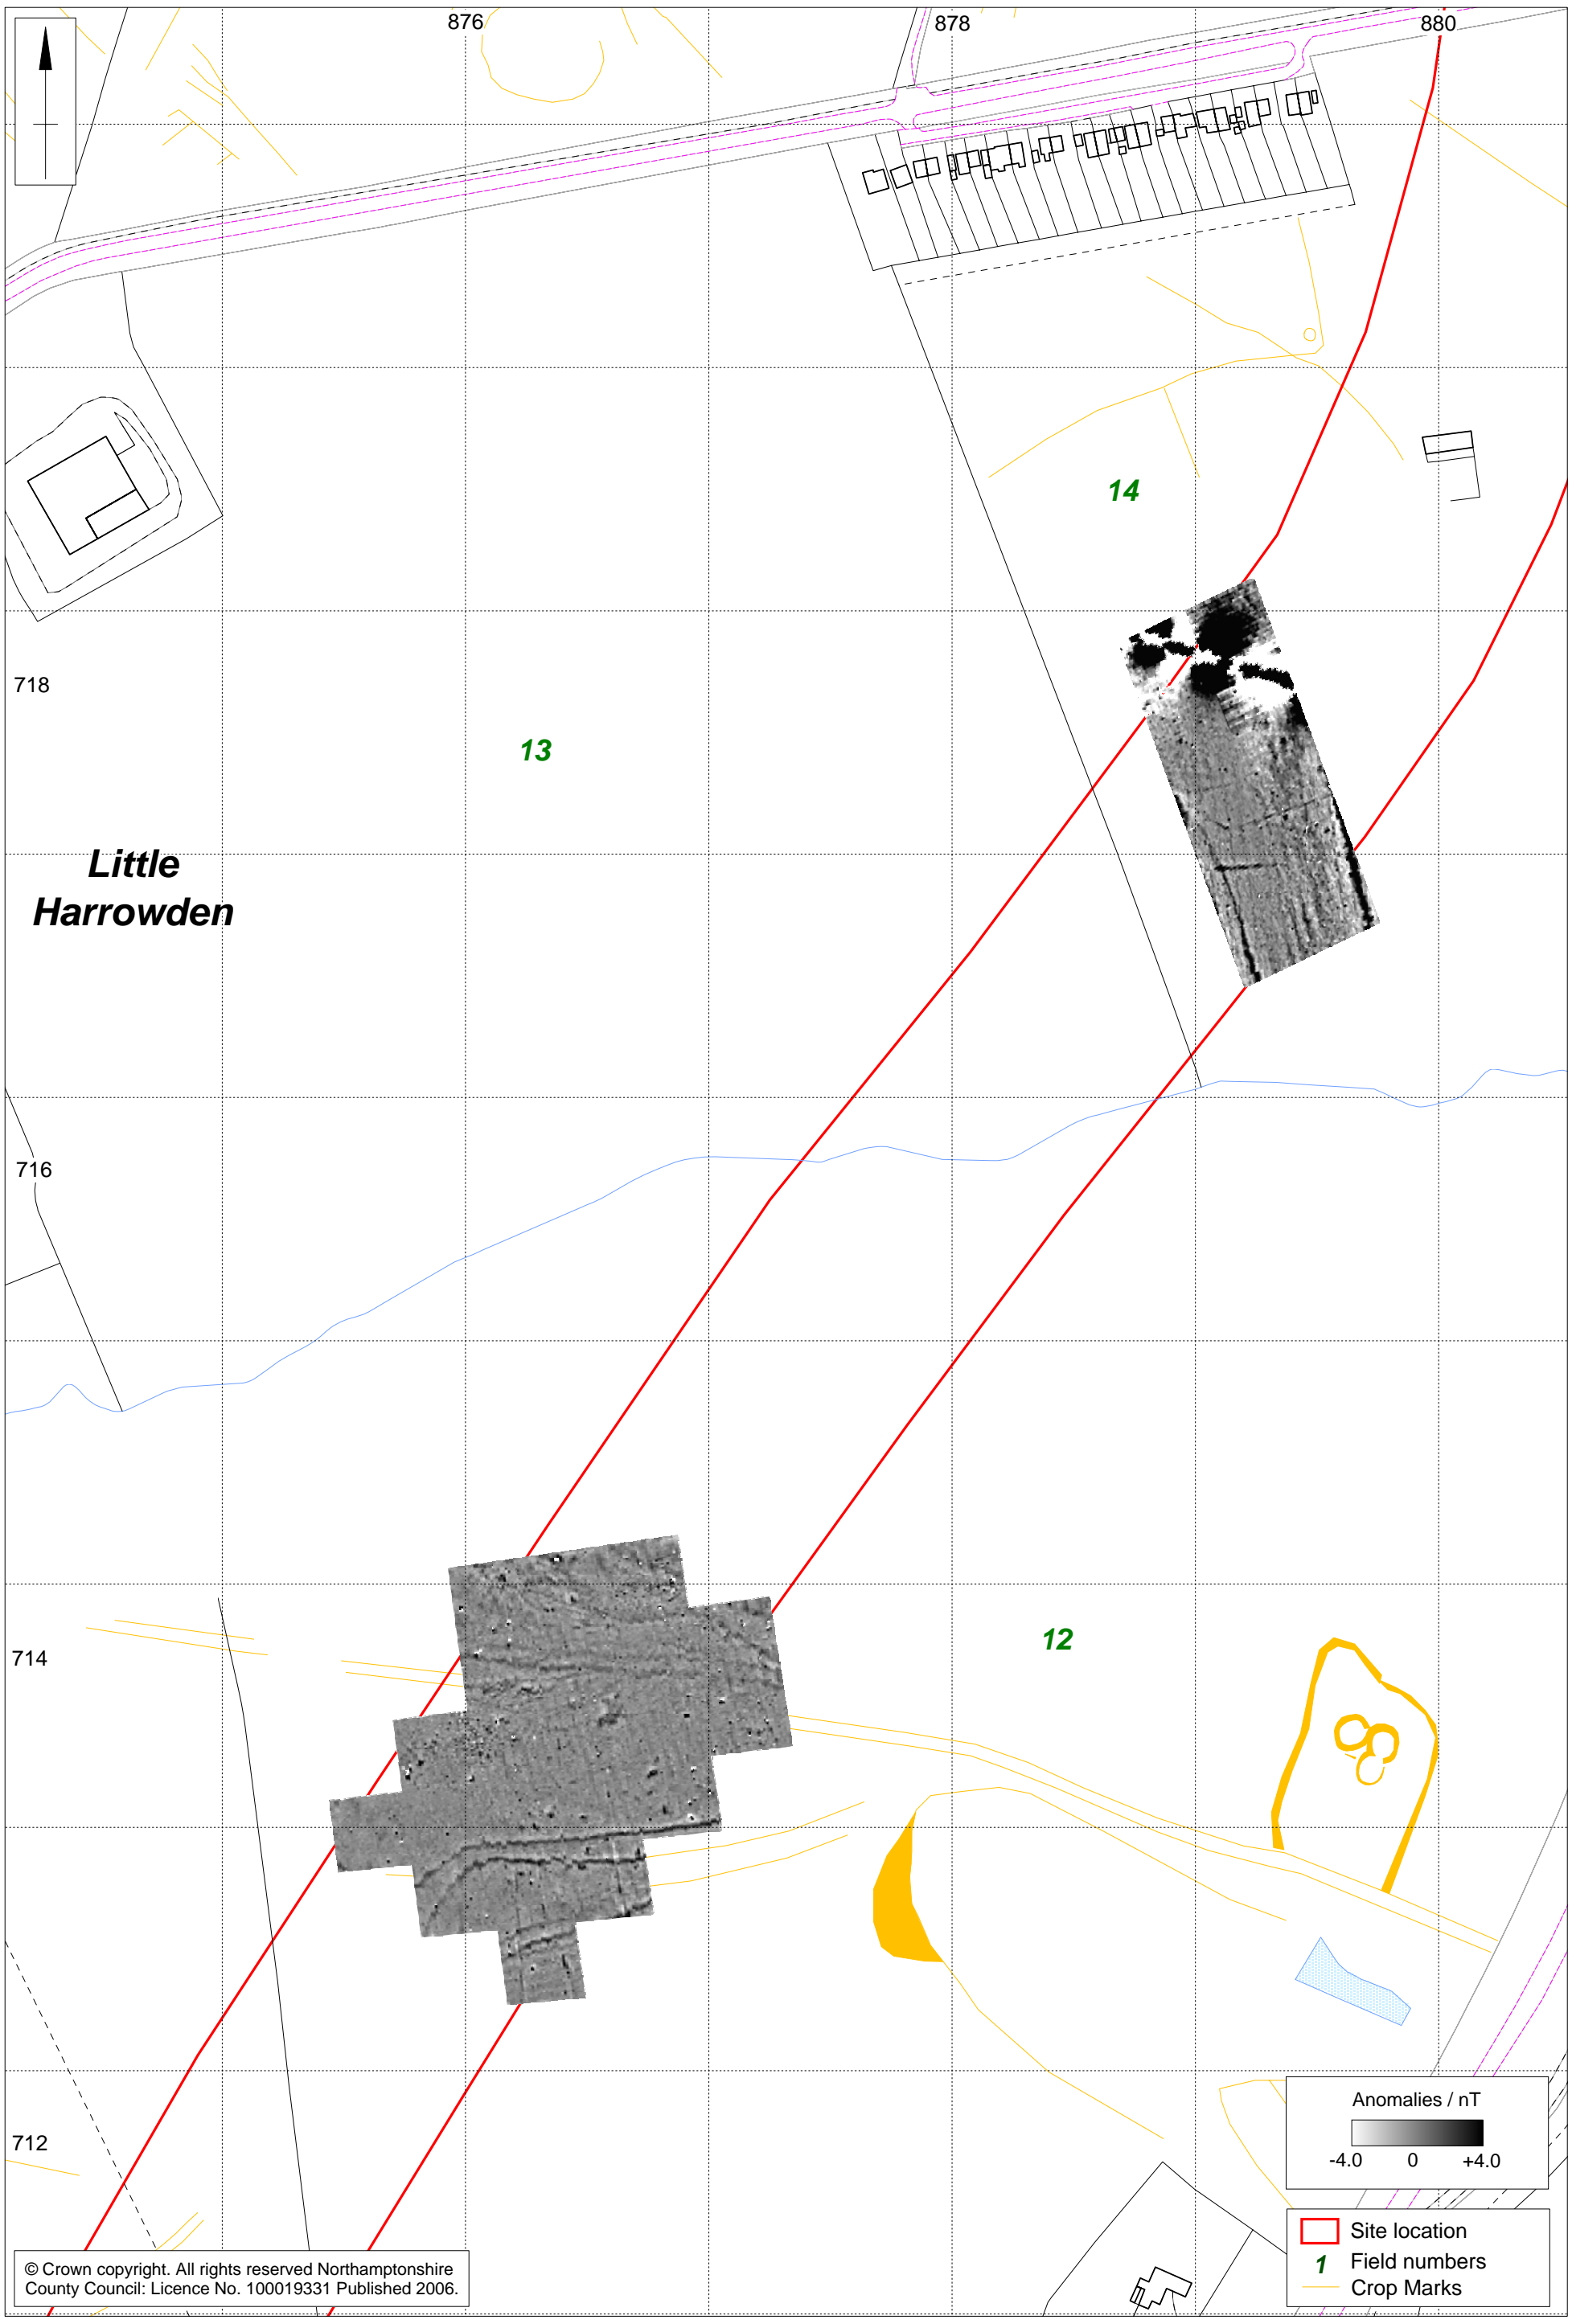 876
878
880
14
718
13
Little
Harrowden
716
714
12
712
Anomalies / nT
-4.0 0 +4.0
Site location
1 Field numbers
Crop Marks
© Crown copyright. All rights reserved Northamptonshire
County Council: Licence No. 100019331 Published 2006.